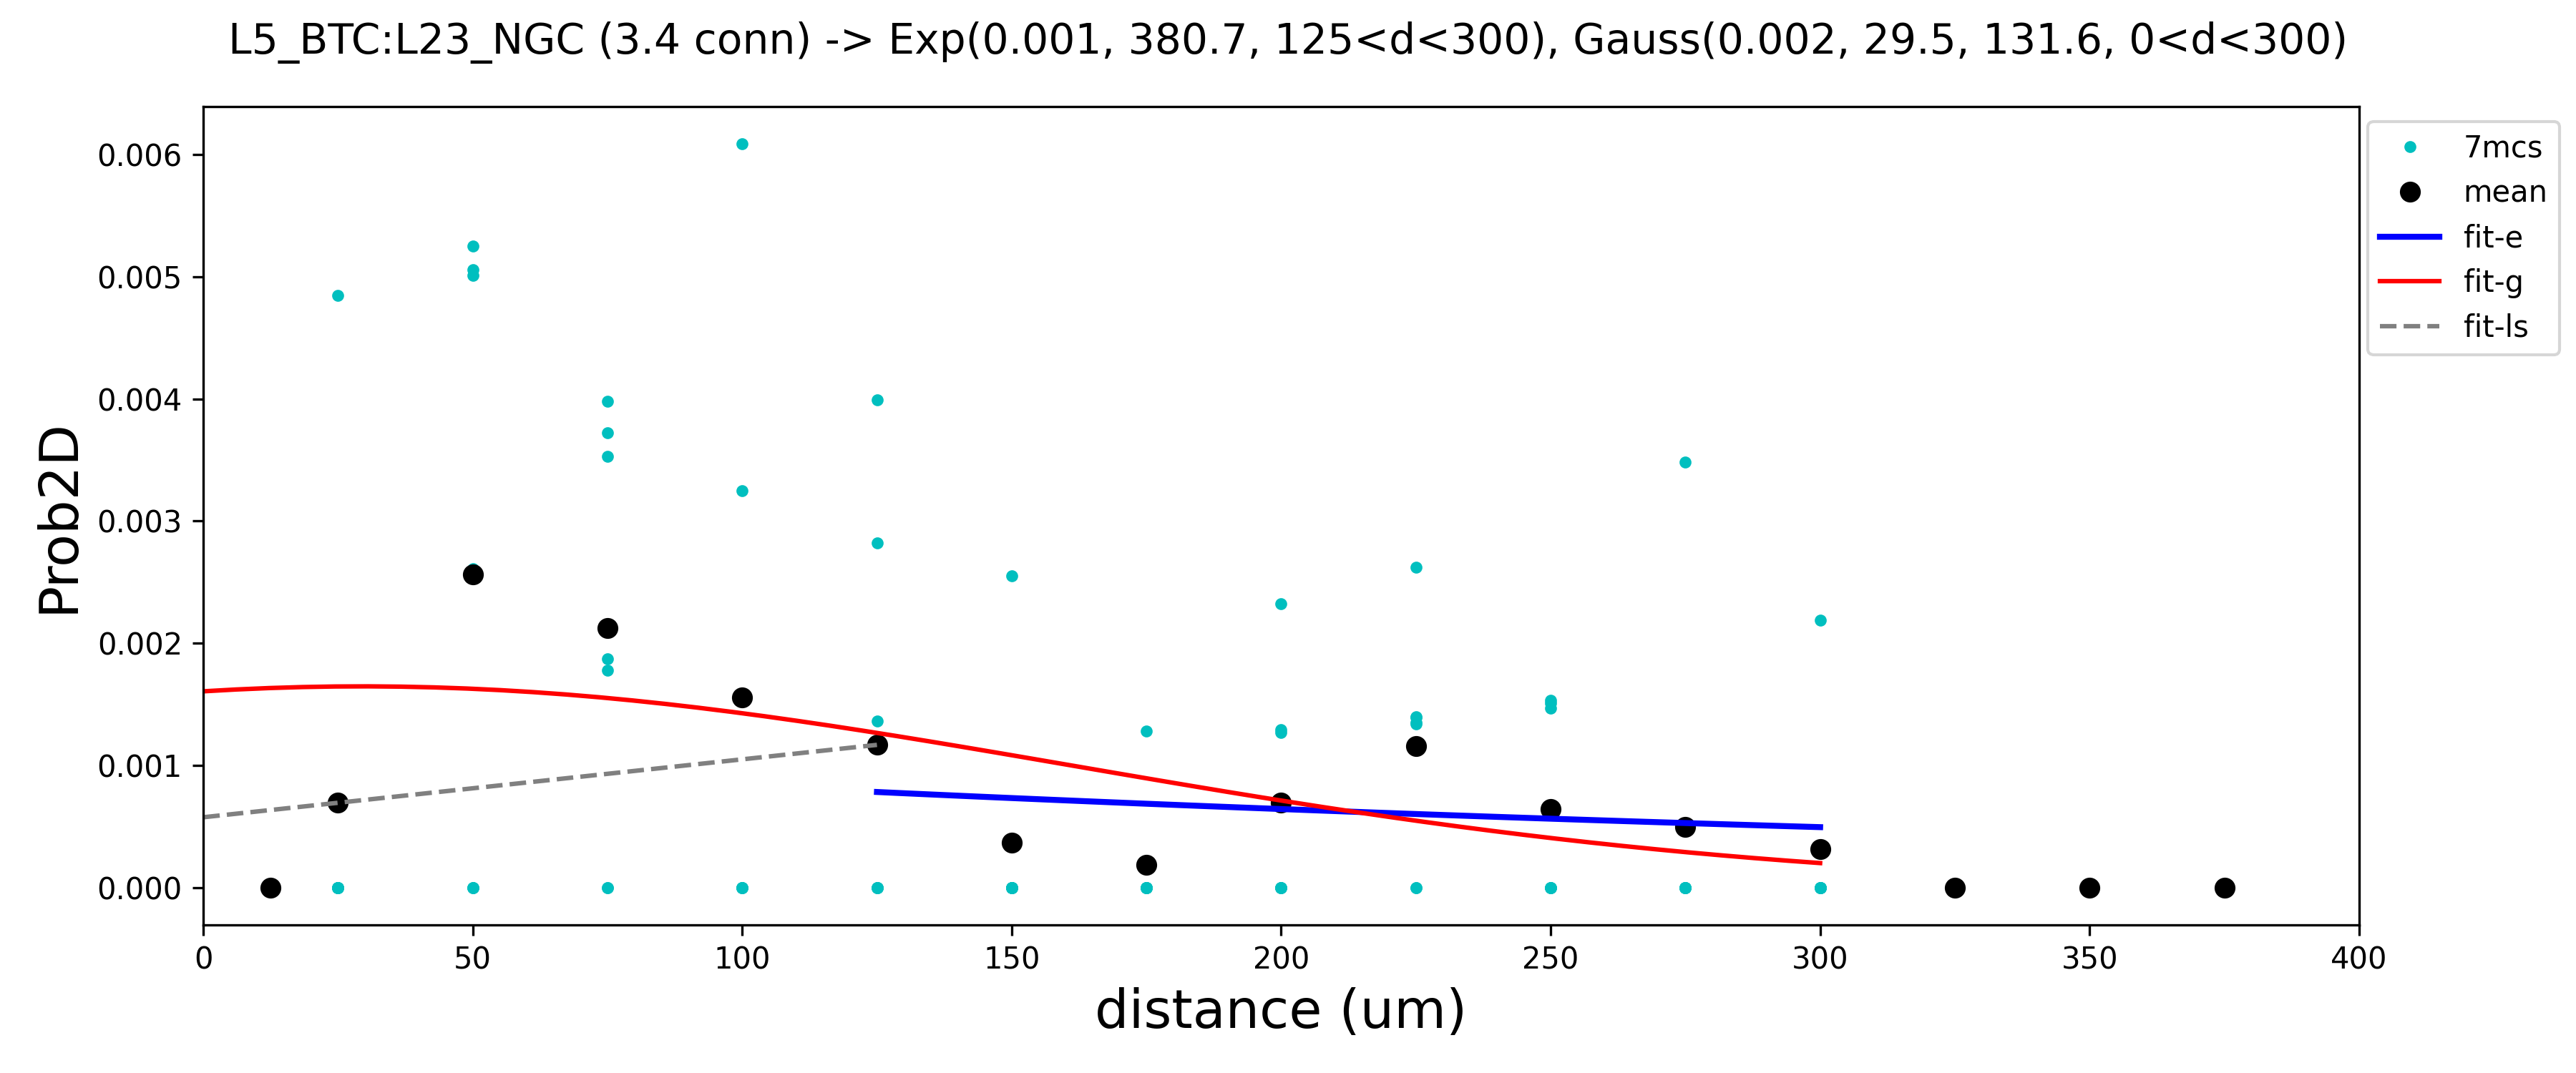 L5_BTC:L23_NGC (3.4 conn) -> Exp(0.001, 380.7, 125<d<300), Gauss(0.002, 29.5, 131.6, 0<d<300)
0.006
0.005
0.004
0.003
0.002
0.001
0.000
Prob2D
0 50 100 150 200 250 300 350 400
distance (um)
7mcs
mean
fit-e
fit-g
fit-ls